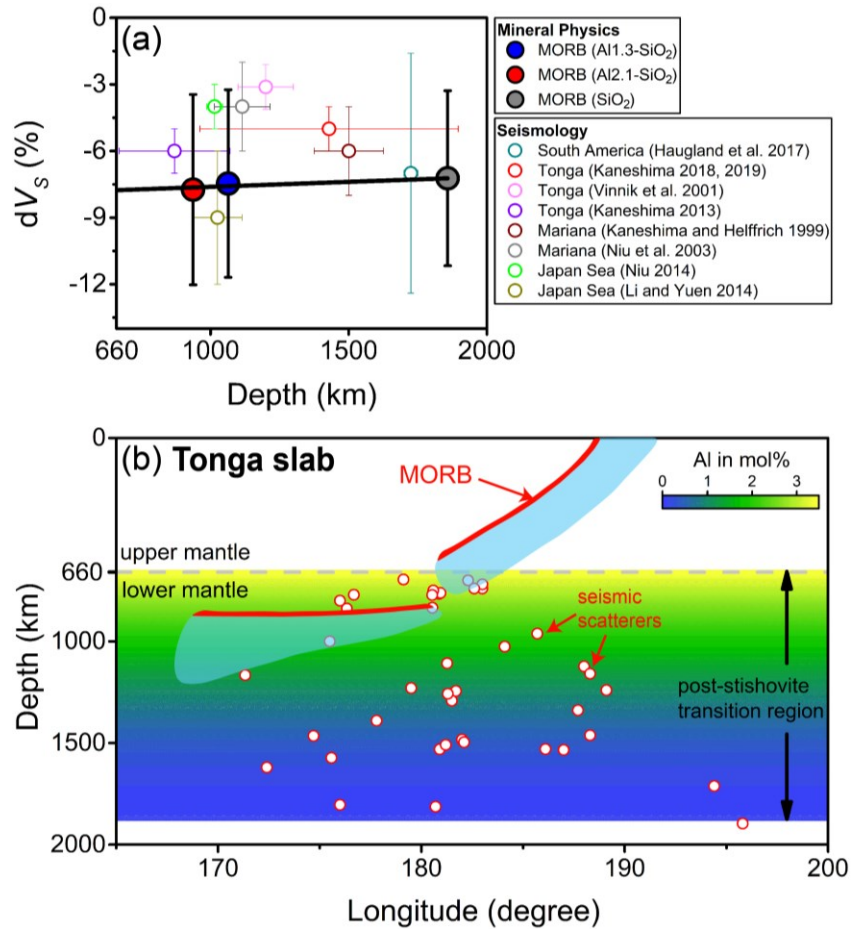 (a)
0
-3
-6
-9
-12
dVS (%)
660 1000 1500 2000
Depth (km)
Mineral Physics
MORB (Al1.3-SiO₂)
MORB (Al2.1-SiO₂)
MORB (SiO₂)
Seismology
South America (Haugland et al. 2017)
Tonga (Kaneshima 2018, 2019)
Tonga (Vinnik et al. 2001)
Tonga (Kaneshima 2013)
Mariana (Kaneshima and Helffrich 1999)
Mariana (Niu et al. 2003)
Japan Sea (Niu 2014)
Japan Sea (Li and Yuen 2014)
(b) Tonga slab
MORB
Al in mol%
0 1 2 3
upper mantle
lower mantle
seismic
scatterers
post-stishovite
transition region
0
660
1000
1500
2000
Depth (km)
170 180 190 200
Longitude (degree)